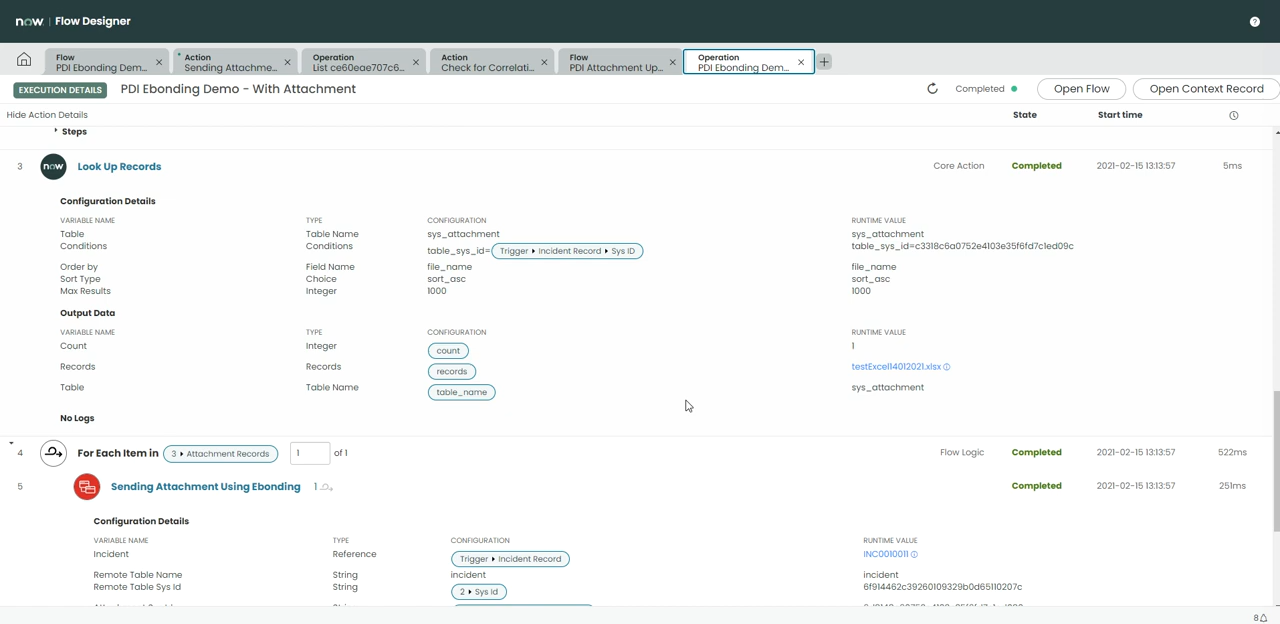 now | Flow Designer
Flow
PDI Ebonding Dem...
Action
Sending Attachme...
Operation
List ce60eae707c6...
Action
Check for Correlati...
Flow
PDI Attachment Up...
Operation
PDI Ebonding Dem...
EXECUTION DETAILS PDI Ebonding Demo - With Attachment Completed Open Flow Open Context Record
Hide Action Details State Start time
Steps
3 now Look Up Records Core Action Completed 2021-02-15 13:13:57 5ms
Configuration Details
VARIABLE NAME TYPE CONFIGURATION RUNTIME VALUE
Table Table Name sys_attachment sys_attachment
Conditions Conditions table_sys_id= Trigger Incident Record Sys ID table_sys_id=c3318c6a0752e4103e35f6fd7c1ed09c
Order by Field Name file_name file_name
Sort Type Choice sort_asc sort_asc
Max Results Integer 1000 1000
Output Data
VARIABLE NAME TYPE CONFIGURATION RUNTIME VALUE
Count Integer count 1
Records Records records testExcel14012021.xlsx
Table Table Name table_name sys_attachment
No Logs
4 For Each Item in 3 Attachment Records 1 of 1 Flow Logic Completed 2021-02-15 13:13:57 522ms
5 Sending Attachment Using Ebonding 1 Completed 2021-02-15 13:13:57 251ms
Configuration Details
VARIABLE NAME TYPE CONFIGURATION RUNTIME VALUE
Incident Reference Trigger Incident Record INC0010011
Remote Table Name String incident incident
Remote Table Sys Id String 2 Sys Id 6f914462c39260109329b0d65110207c
8